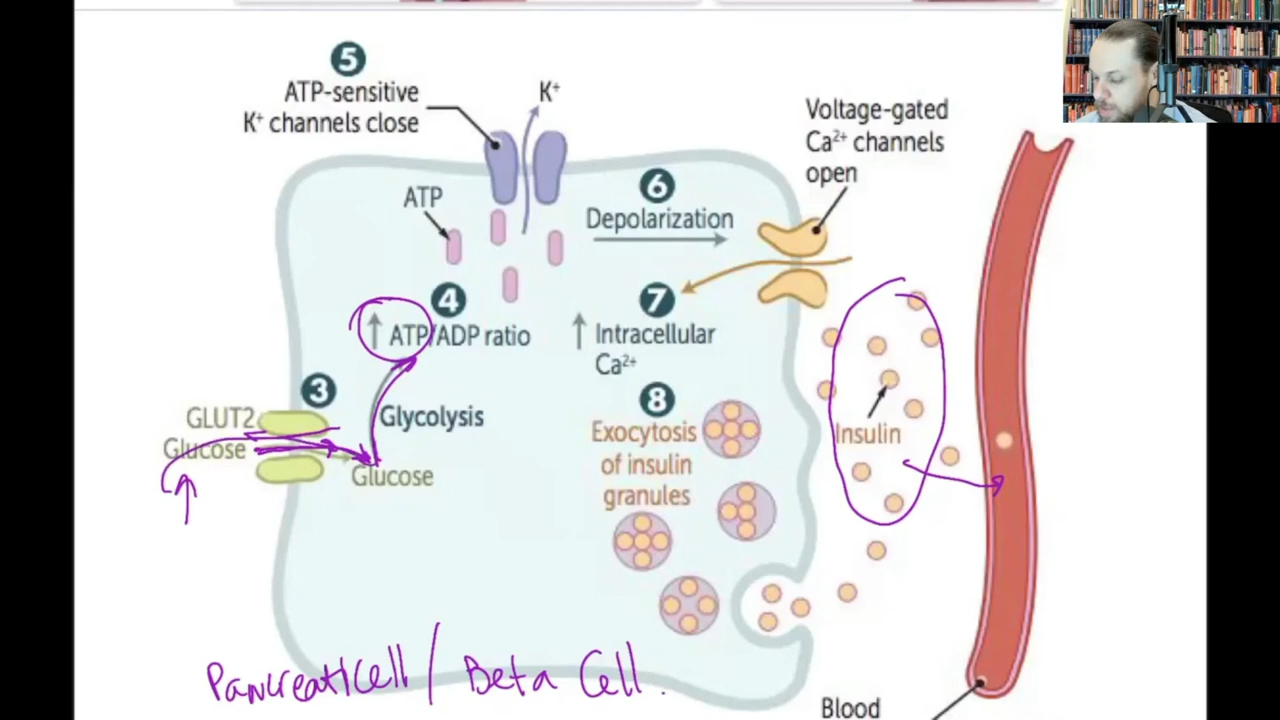 5
ATP-sensitive
K⁺ channels close
K⁺
Voltage-gated
Ca²⁺ channels
open
ATP
6
Depolarization
4
↑ ATP/ADP ratio
7
↑ Intracellular
Ca²⁺
3
GLUT2
Glucose
Glycolysis
Glucose
8
Exocytosis
of insulin
granules
Insulin
Pancreatic Cell / Beta Cell.
Blood